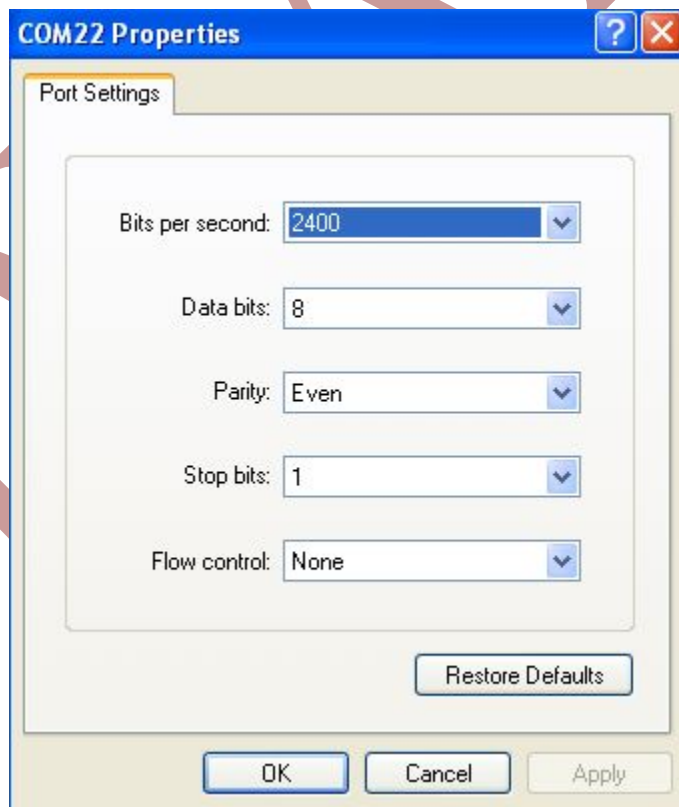 COM22 Properties
Port Settings
Bits per second: 2400
Data bits: 8
Parity: Even
Stop bits: 1
Flow control: None
Restore Defaults
OK Cancel Apply